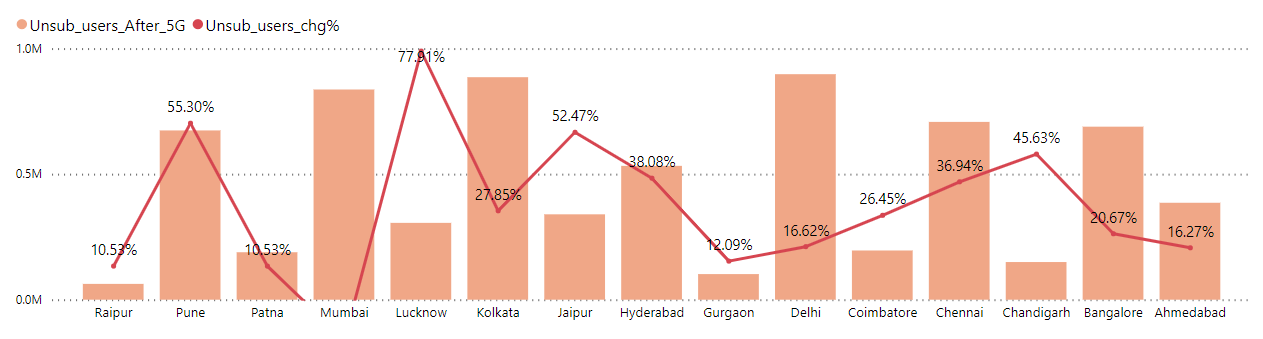 Unsub_users_After_5G Unsub_users_chg%
1.0M
77.91%
55.30%
52.47%
45.63%
38.08%
36.94%
0.5M
27.85%
26.45%
20.67%
16.62%
16.27%
10.53%
10.53%
12.09%
0.0M
Raipur Pune Patna Mumbai Lucknow Kolkata Jaipur Hyderabad Gurgaon Delhi Coimbatore Chennai Chandigarh Bangalore Ahmedabad